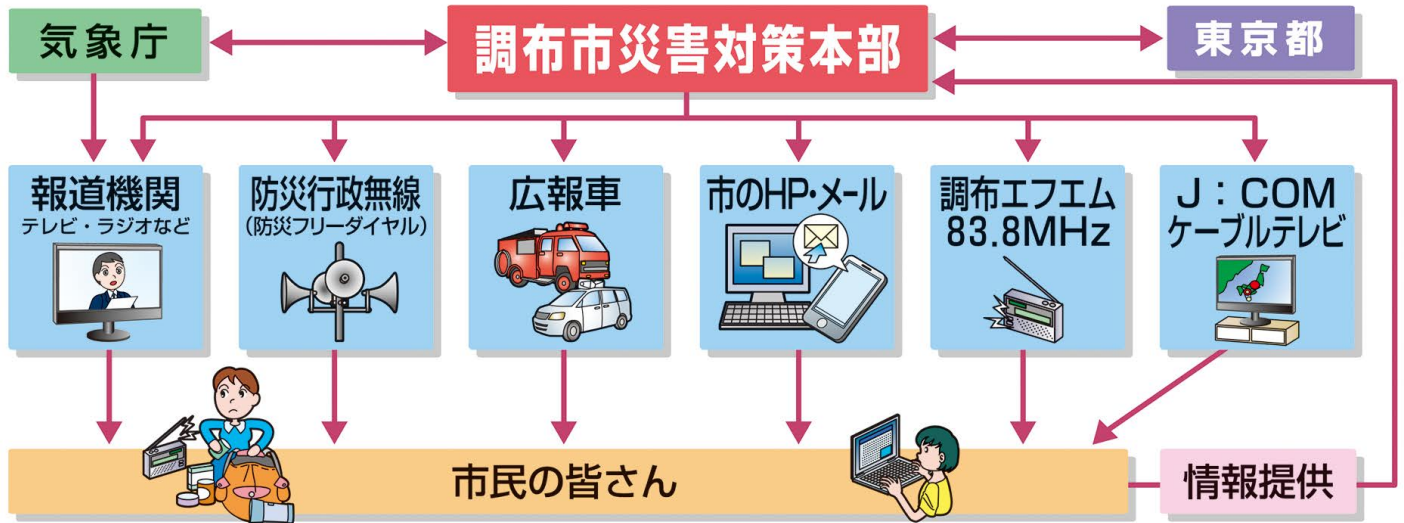 気象庁
調布市災害対策本部
東京都
報道機関
テレビ・ラジオなど
防災行政無線
(防災フリーダイヤル)
広報車
市のHP・メール
調布エフエム
83.8MHz
J:COM
ケーブルテレビ
市民の皆さん
情報提供